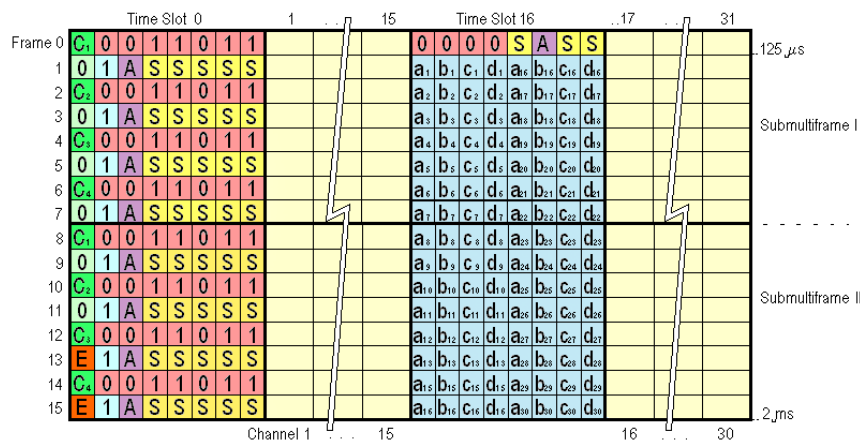 Time Slot 0 1 . . . 15 Time Slot 16 ..17 . . . 31
Frame 0 C₁ 0 0 1 1 0 1 1 0 0 0 0 S A S S ..125 µs
1 0 1 A S S S S S a₁ b₁ c₁ d₁ a₁₆ b₁₆ c₁₆ d₁₆
2 C₂ 0 0 1 1 0 1 1 a₂ b₂ c₂ d₂ a₁₇ b₁₇ c₁₇ d₁₇
3 0 1 A S S S S S a₃ b₃ c₃ d₃ a₁₈ b₁₈ c₁₈ d₁₈
Submultiframe I
4 C₃ 0 0 1 1 0 1 1 a₄ b₄ c₄ d₄ a₁₉ b₁₉ c₁₉ d₁₉
5 0 1 A S S S S S a₅ b₅ c₅ d₅ a₂₀ b₂₀ c₂₀ d₂₀
6 C₄ 0 0 1 1 0 1 1 a₆ b₆ c₆ d₆ a₂₁ b₂₁ c₂₁ d₂₁
7 0 1 A S S S S S a₇ b₇ c₇ d₇ a₂₂ b₂₂ c₂₂ d₂₂
8 C₁ 0 0 1 1 0 1 1 a₈ b₈ c₈ d₈ a₂₃ b₂₃ c₂₃ d₂₃
9 0 1 A S S S S S a₉ b₉ c₉ d₉ a₂₄ b₂₄ c₂₄ d₂₄
10 C₂ 0 0 1 1 0 1 1 a₁₀ b₁₀ c₁₀ d₁₀ a₂₅ b₂₅ c₂₅ d₂₅
Submultiframe II
11 0 1 A S S S S S a₁₁ b₁₁ c₁₁ d₁₁ a₂₆ b₂₆ c₂₆ d₂₆
12 C₃ 0 0 1 1 0 1 1 a₁₂ b₁₂ c₁₂ d₁₂ a₂₇ b₂₇ c₂₇ d₂₇
13 E 1 A S S S S S a₁₃ b₁₃ c₁₃ d₁₃ a₂₈ b₂₈ c₂₈ d₂₈
14 C₄ 0 0 1 1 0 1 1 a₁₅ b₁₅ c₁₅ d₁₅ a₂₉ b₂₉ c₂₉ d₂₉
15 E 1 A S S S S S a₁₆ b₁₆ c₁₆ d₁₆ a₃₀ b₃₀ c₃₀ d₃₀ ..2 ms
Channel 1 . . . 15 16 . . . 30